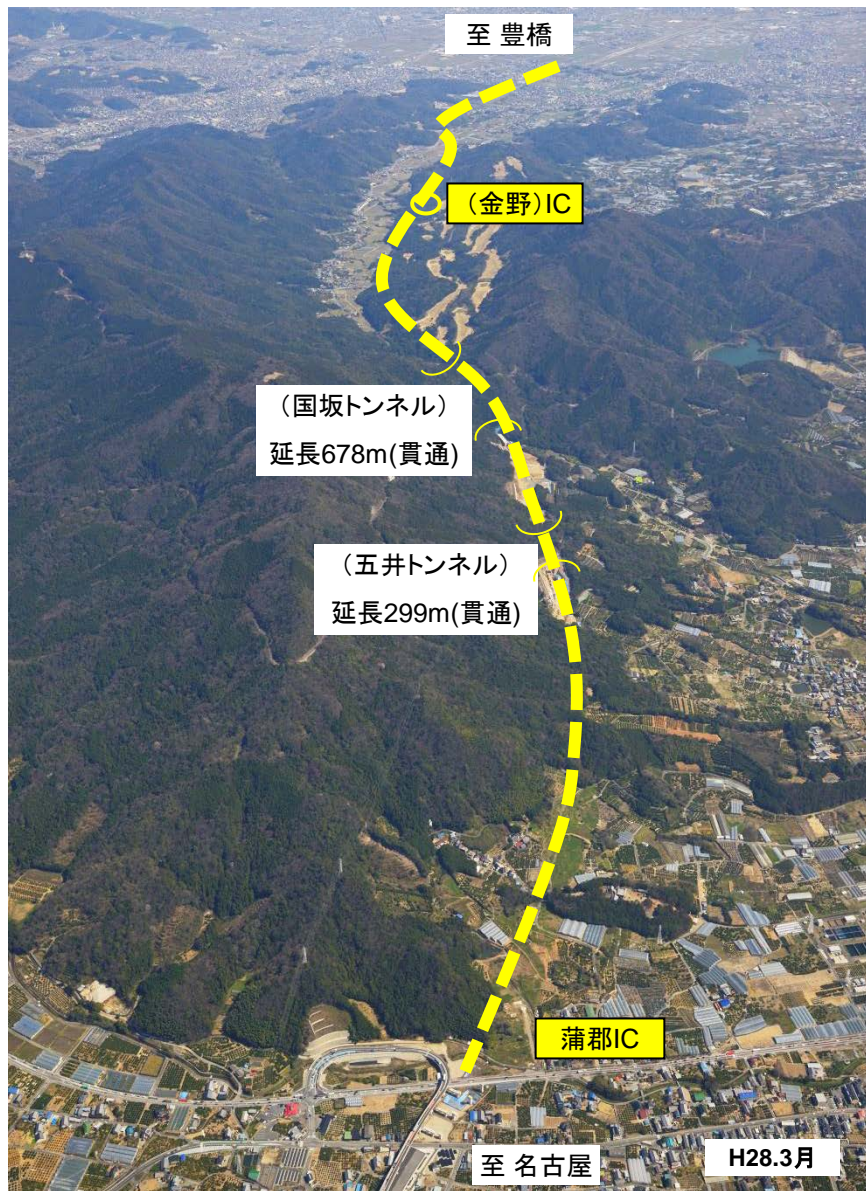 至 豊橋
（金野）IC
（国坂トンネル）
延長678m(貫通)
（五井トンネル）
延長299m(貫通)
蒲郡IC
至 名古屋
H28.3月